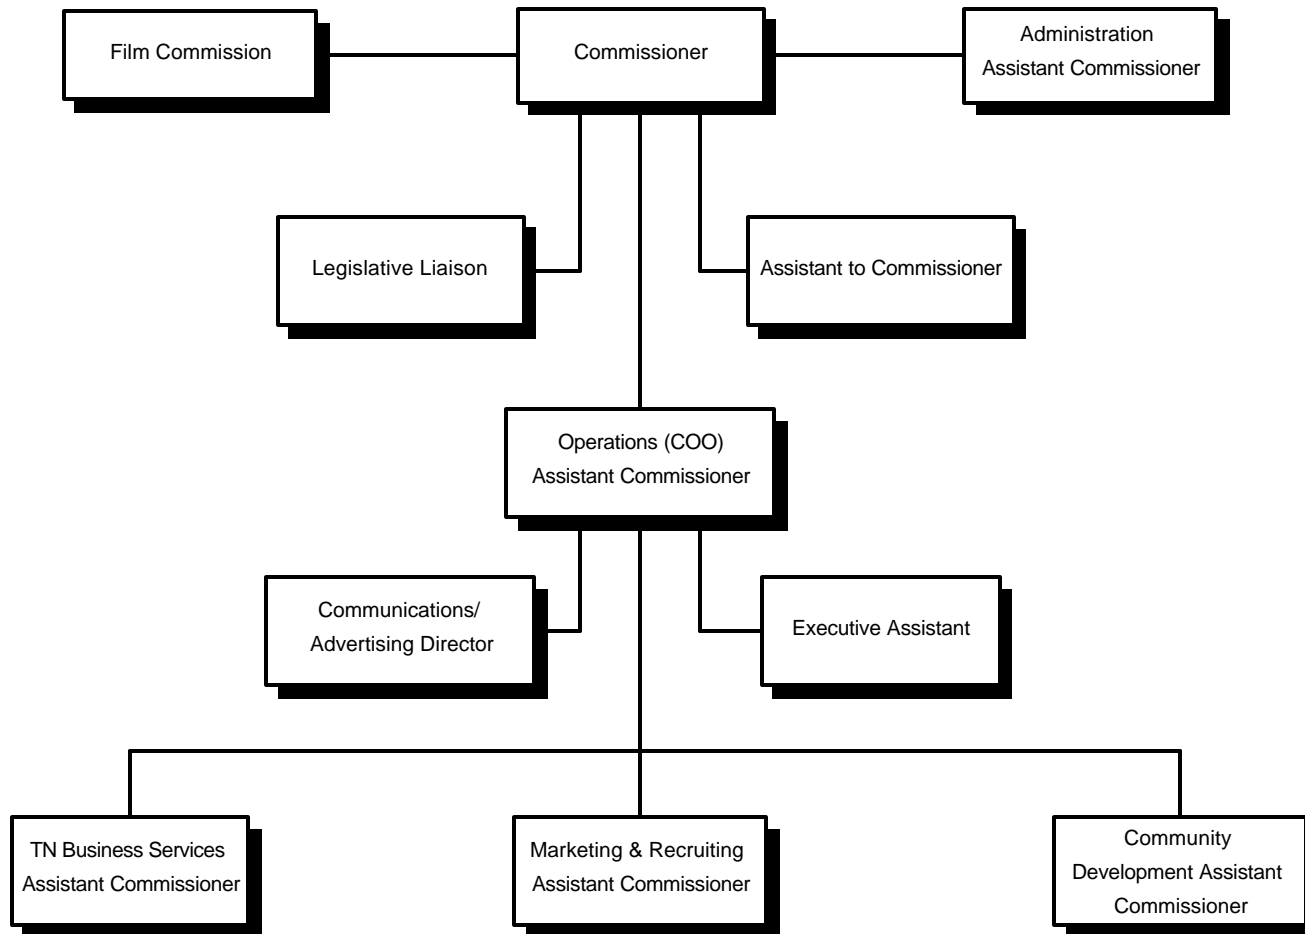 Film Commission
Commissioner
Administration
Assistant Commissioner
Legislative Liaison
Assistant to Commissioner
Operations (COO)
Assistant Commissioner
Communications/
Advertising Director
Executive Assistant
TN Business Services
Assistant Commissioner
Marketing & Recruiting
Assistant Commissioner
Community
Development Assistant
Commissioner